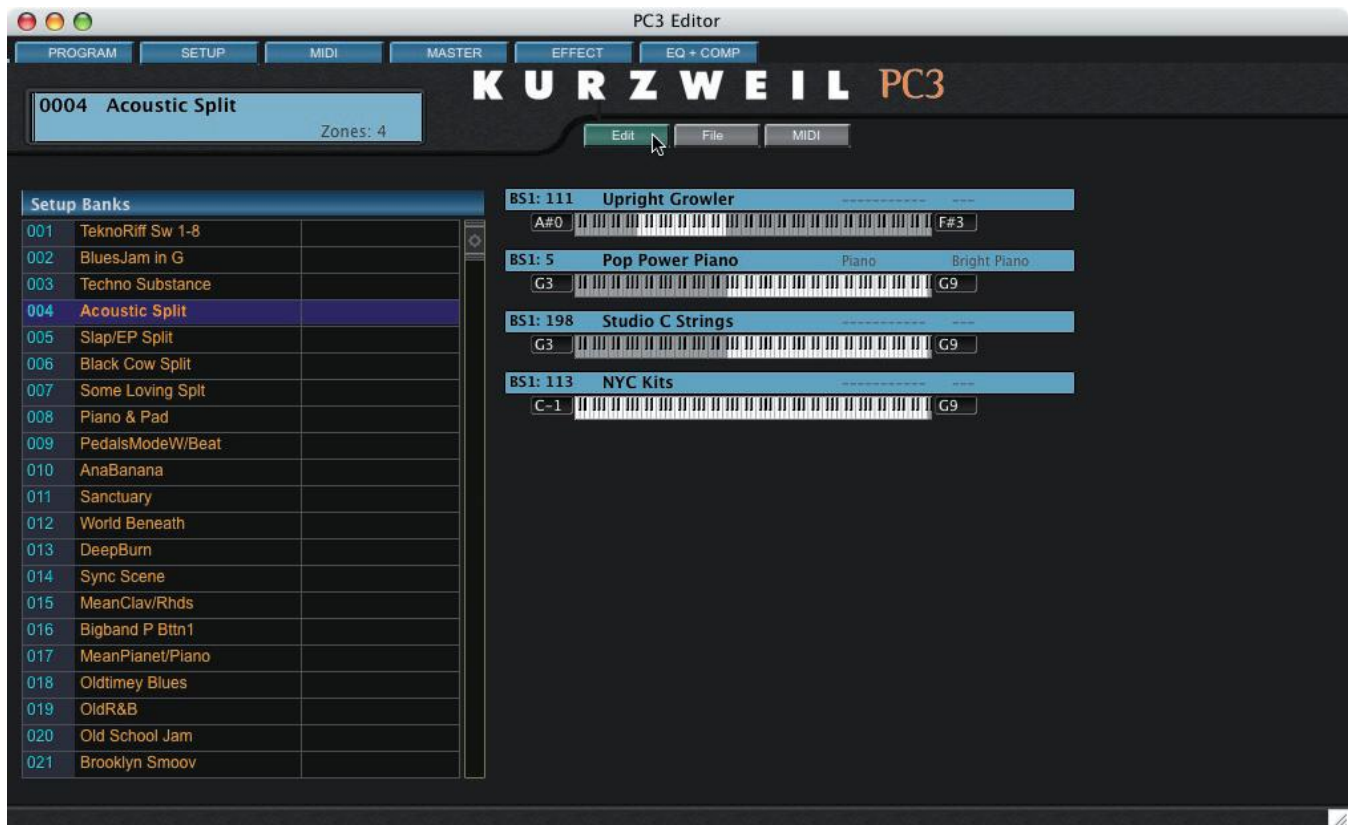 PC3 Editor
PROGRAM SETUP MIDI MASTER EFFECT EQ + COMP
KURZWEIL PC3
0004 Acoustic Split
Zones: 4
Edit File MIDI
Setup Banks
001 TeknoRiff Sw 1-8
002 BluesJam in G
003 Techno Substance
004 Acoustic Split
005 Slap/EP Split
006 Black Cow Split
007 Some Loving Splt
008 Piano & Pad
009 PedalsModeW/Beat
010 AnaBanana
011 Sanctuary
012 World Beneath
013 DeepBurn
014 Sync Scene
015 MeanClav/Rhds
016 Bigband P Bttn1
017 MeanPianet/Piano
018 Oldtimey Blues
019 OldR&B
020 Old School Jam
021 Brooklyn Smoov
BS1: 111 Upright Growler ----------- ---
A#0 F#3
BS1: 5 Pop Power Piano Piano Bright Piano
G3 G9
BS1: 198 Studio C Strings ----------- ---
G3 G9
BS1: 113 NYC Kits ----------- ---
C-1 G9